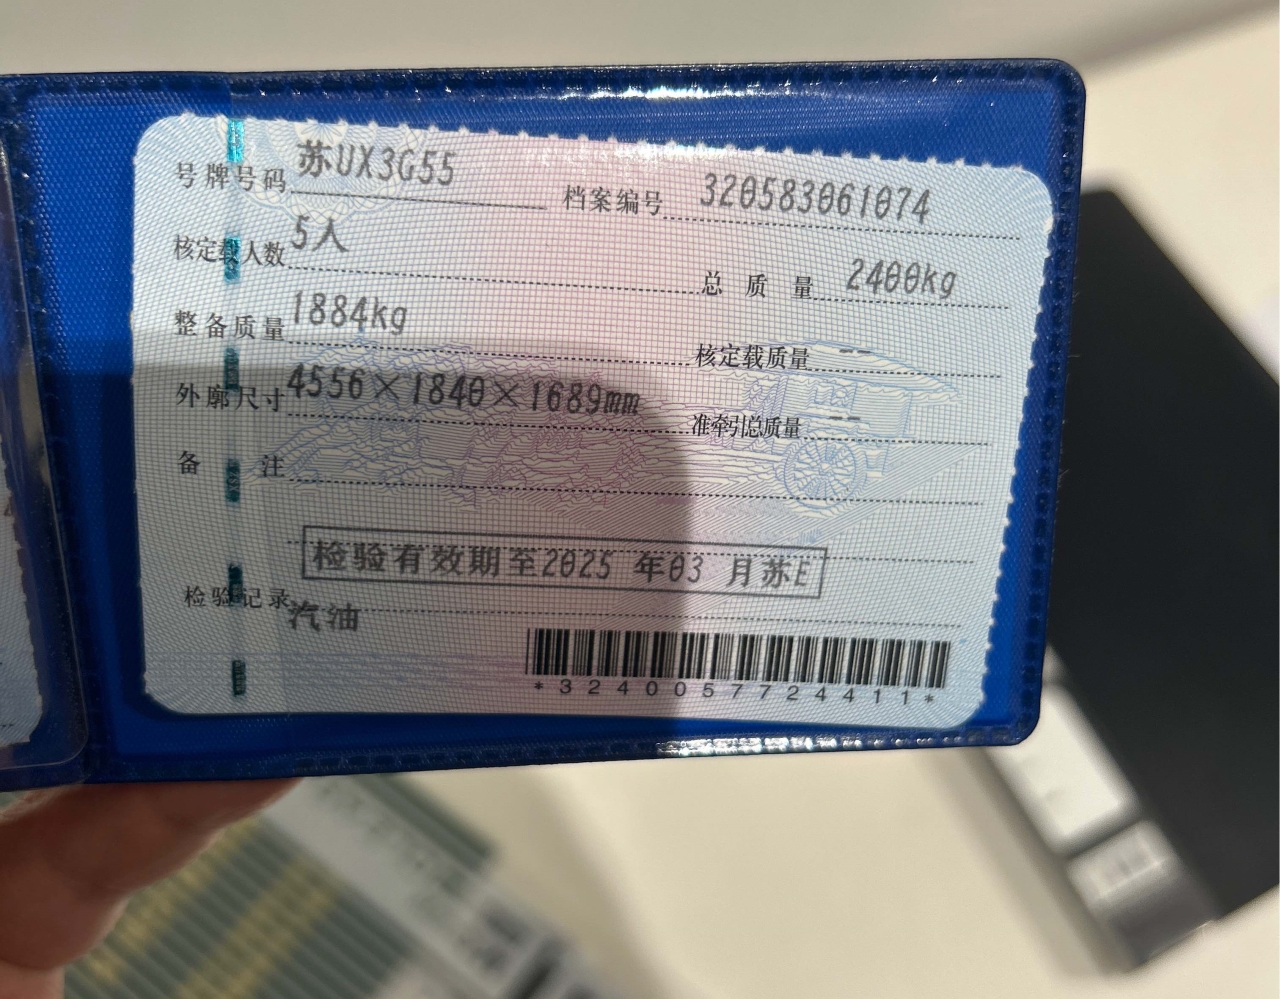 号牌号码 苏UX3G55 档案编号 320583061074
核定载人数 5人 总质量 2400kg
整备质量 1884kg 核定载质量 --
外廓尺寸 4556×1840×1689mm 准牵引总质量 --
备注
检验有效期至2025 年03 月苏E
检验记录 汽油
*3240057724411*